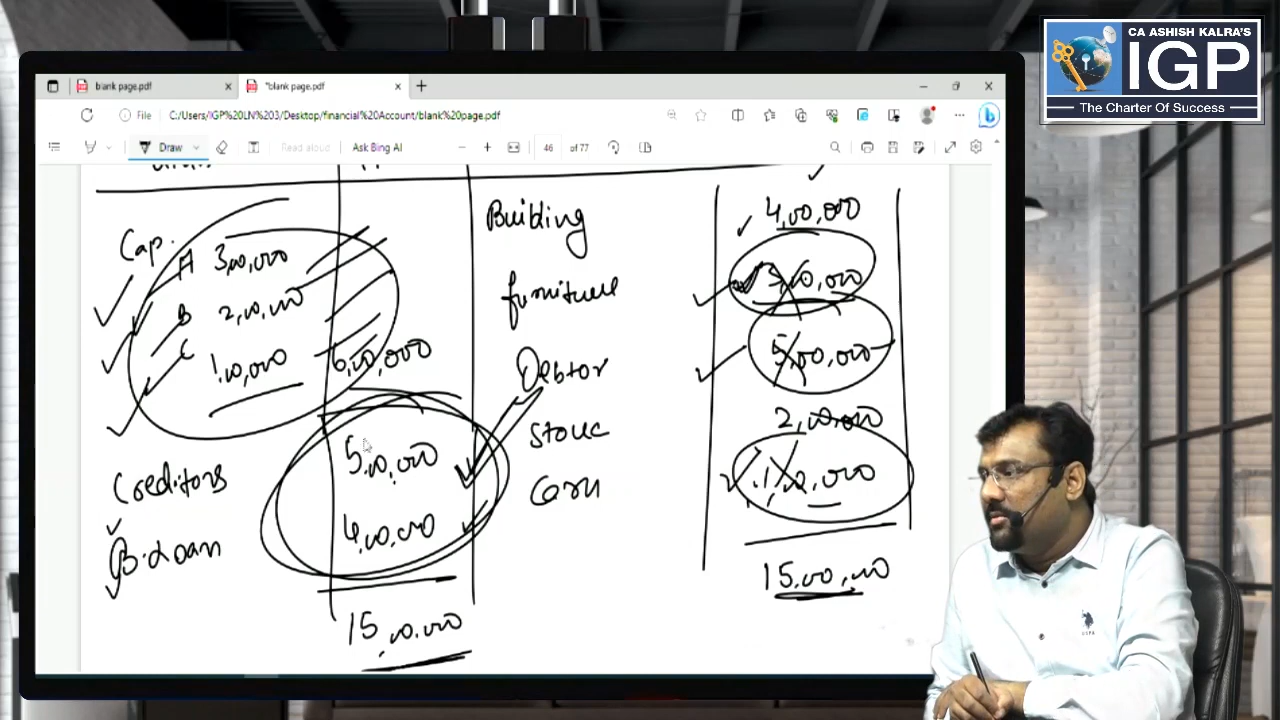 CA ASHISH KALRA'S
IGP
The Charter Of Success
blank page.pdf
*blank page.pdf
File
C:/Users/IGP%20LN%203/Desktop/financial%20Account/blank%20page.pdf
Draw
Read aloud
Ask Bing AI
46 of 77
Building 4,00,000
Cap.
A 3,00,000
furniture 3,00,000
B 2,00,000
C 1,00,000 6,00,000
Debtor 5,00,000
Stock 2,00,000
Creditors 5,00,000
Cash 1,00,000
B.Loan 4,00,000
15,00,000
15,00,000
USPA